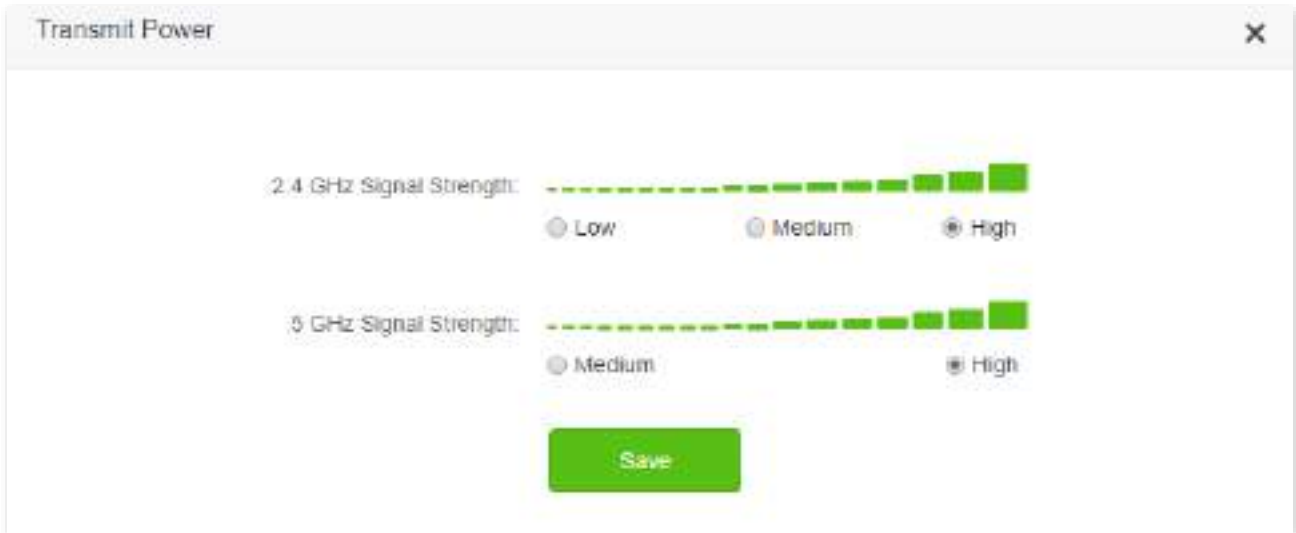 Transmit Power
2.4 GHz Signal Strength:
Low Medium High
5 GHz Signal Strength:
Medium High
Save